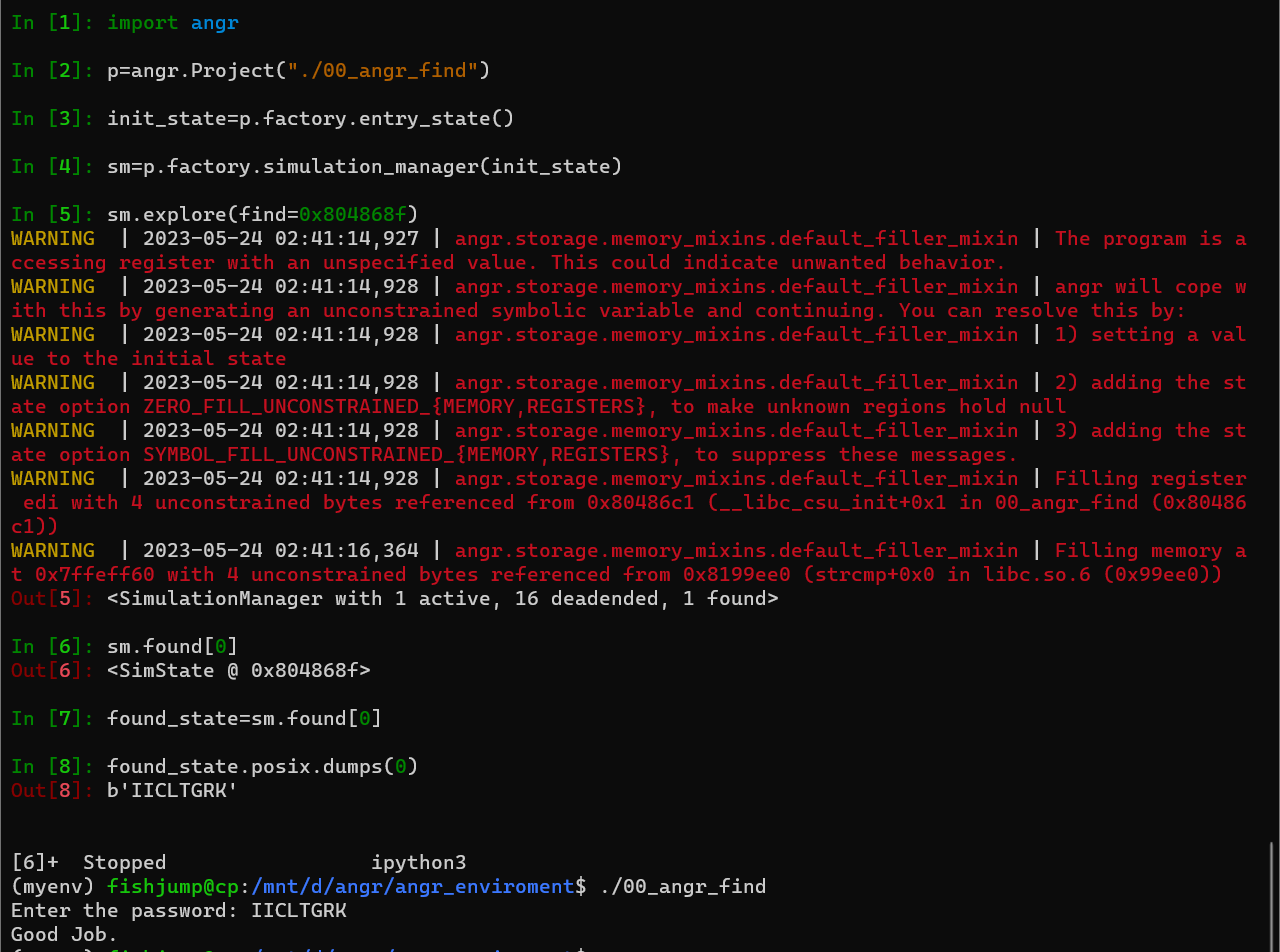 In [1]: import angr
In [2]: p=angr.Project("./00_angr_find")
In [3]: init_state=p.factory.entry_state()
In [4]: sm=p.factory.simulation_manager(init_state)
In [5]: sm.explore(find=0x804868f)
WARNING  | 2023-05-24 02:41:14,927 | angr.storage.memory_mixins.default_filler_mixin | The program is a
ccessing register with an unspecified value. This could indicate unwanted behavior.
WARNING  | 2023-05-24 02:41:14,928 | angr.storage.memory_mixins.default_filler_mixin | angr will cope w
ith this by generating an unconstrained symbolic variable and continuing. You can resolve this by:
WARNING  | 2023-05-24 02:41:14,928 | angr.storage.memory_mixins.default_filler_mixin | 1) setting a val
ue to the initial state
WARNING  | 2023-05-24 02:41:14,928 | angr.storage.memory_mixins.default_filler_mixin | 2) adding the st
ate option ZERO_FILL_UNCONSTRAINED_{MEMORY,REGISTERS}, to make unknown regions hold null
WARNING  | 2023-05-24 02:41:14,928 | angr.storage.memory_mixins.default_filler_mixin | 3) adding the st
ate option SYMBOL_FILL_UNCONSTRAINED_{MEMORY,REGISTERS}, to suppress these messages.
WARNING  | 2023-05-24 02:41:14,928 | angr.storage.memory_mixins.default_filler_mixin | Filling register
 edi with 4 unconstrained bytes referenced from 0x80486c1 (__libc_csu_init+0x1 in 00_angr_find (0x80486
c1))
WARNING  | 2023-05-24 02:41:16,364 | angr.storage.memory_mixins.default_filler_mixin | Filling memory a
t 0x7ffeff60 with 4 unconstrained bytes referenced from 0x8199ee0 (strcmp+0x0 in libc.so.6 (0x99ee0))
Out[5]: <SimulationManager with 1 active, 16 deadended, 1 found>
In [6]: sm.found[0]
Out[6]: <SimState @ 0x804868f>
In [7]: found_state=sm.found[0]
In [8]: found_state.posix.dumps(0)
Out[8]: b'IICLTGRK'
[6]+  Stopped                 ipython3
(myenv) fishjump@cp:/mnt/d/angr/angr_enviroment$ ./00_angr_find
Enter the password: IICLTGRK
Good Job.